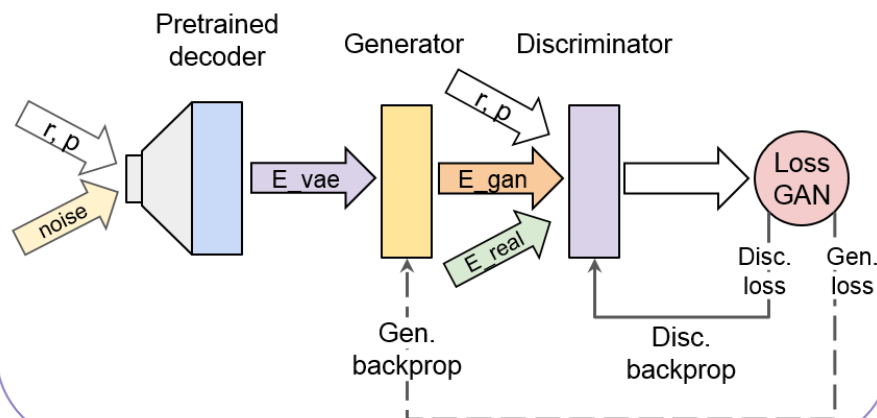 Pretrained
decoder
Generator
Discriminator
r, p
noise
E_vae
r, p
E_gan
E_real
Loss
GAN
Disc.
loss
Gen.
loss
Gen.
backprop
Disc.
backprop